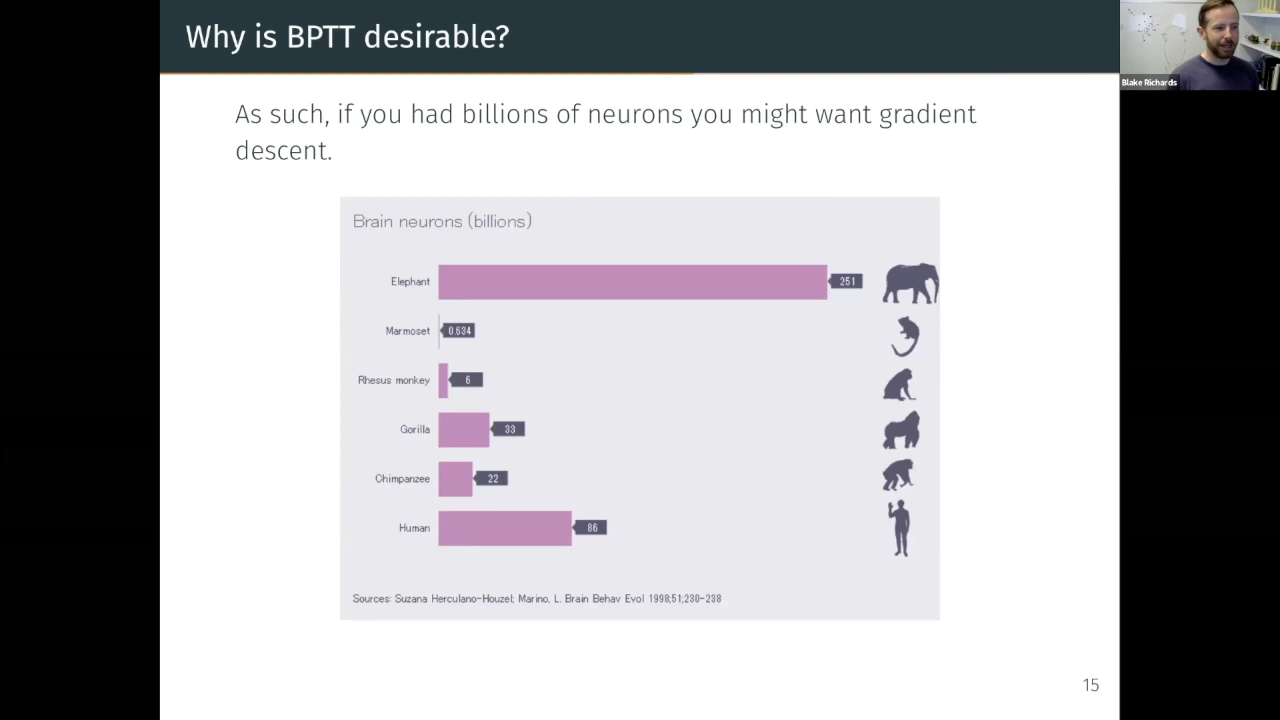 Why is BPTT desirable?
Blake Richards
As such, if you had billions of neurons you might want gradient
descent.
Brain neurons (billions)
Elephant 251
Marmoset 0.634
Rhesus monkey 6
Gorilla 33
Chimpanzee 22
Human 86
Sources: Suzana Herculano-Houzel; Marino, L. Brain Behav Evol 1998;51;230-238
15